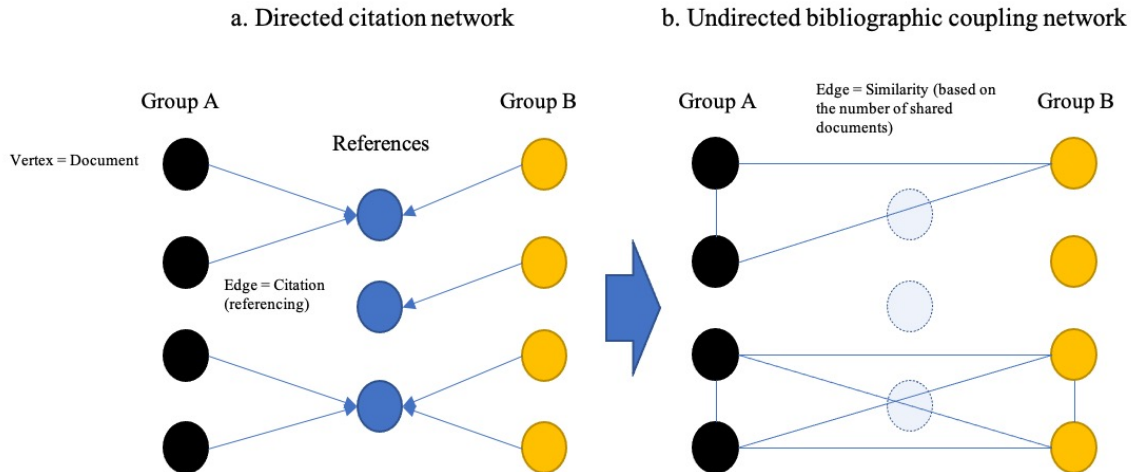 a. Directed citation network
Group A
Group B
References
Vertex = Document
Edge = Citation
(referencing)
b. Undirected bibliographic coupling network
Group A
Edge = Similarity (based on
the number of shared
documents)
Group B